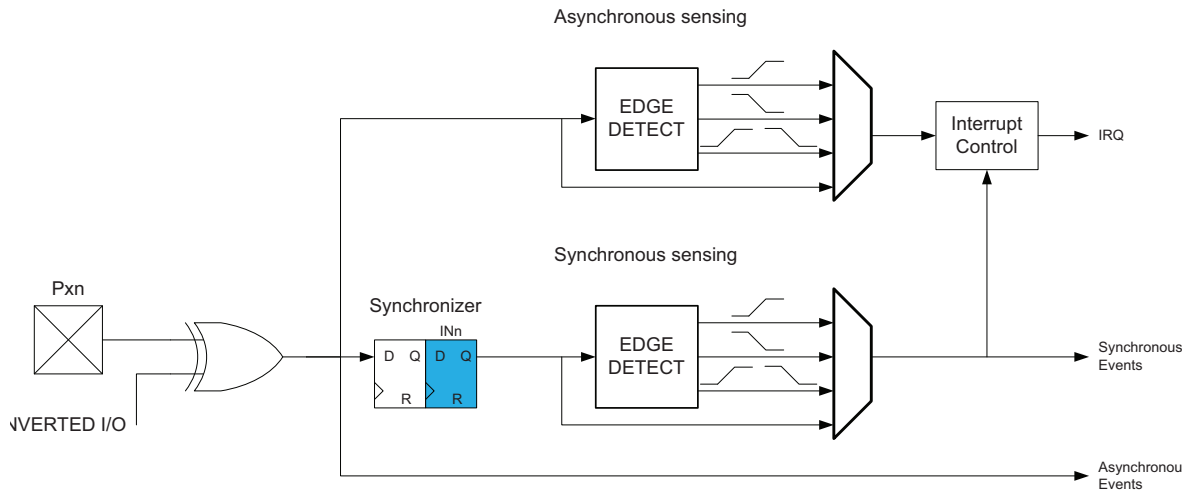 Asynchronous sensing
EDGE
DETECT
Interrupt
Control
IRQ
Synchronous sensing
Pxn
Synchronizer
INn
D Q D Q
R R
EDGE
DETECT
Synchronous
Events
NVERTED I/O
Asynchronou
Events